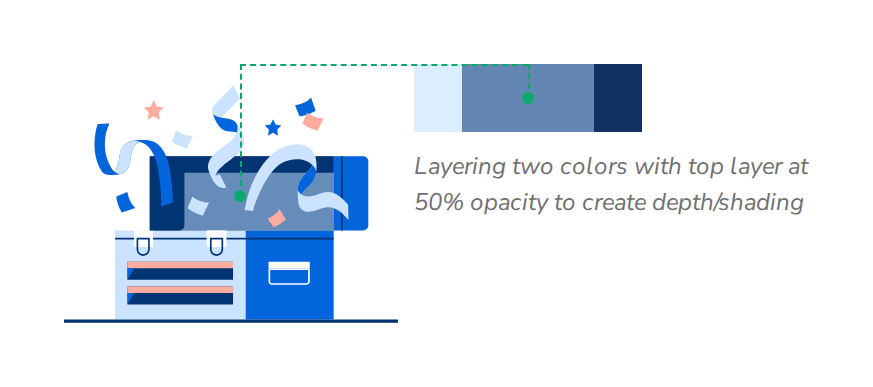 Layering two colors with top layer at
50% opacity to create depth/shading